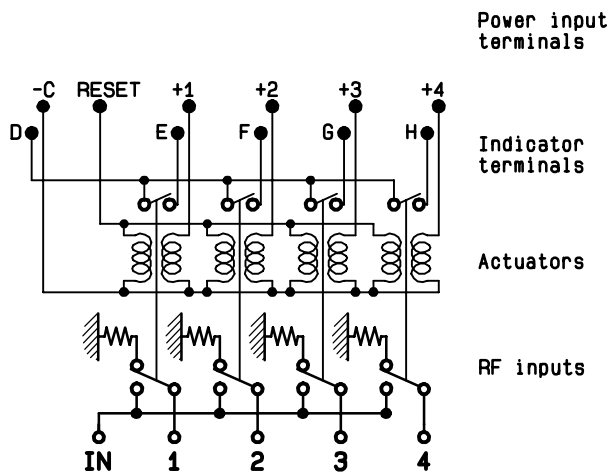 Power input
terminals
-C RESET +1 +2 +3 +4
D E F G H
Indicator
terminals
Actuators
RF inputs
IN 1 2 3 4